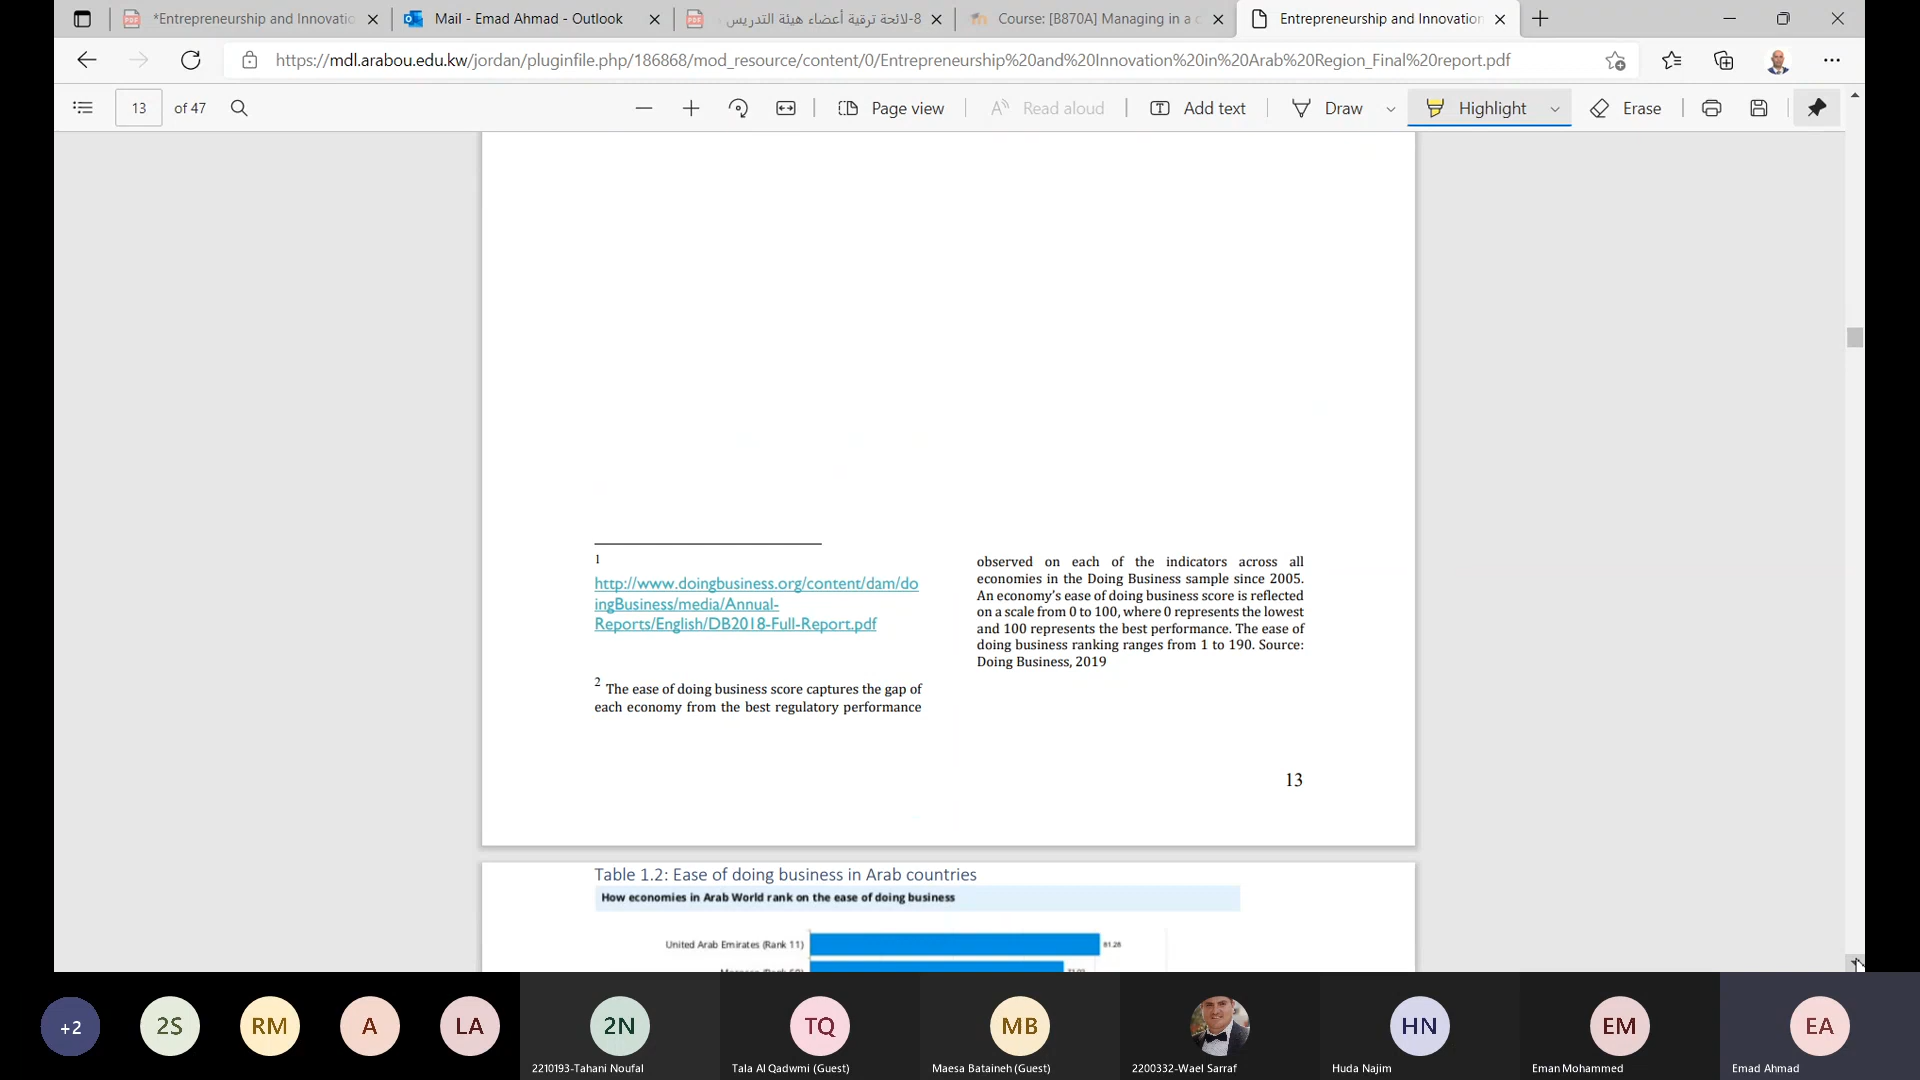 *Entrepreneurship and Innovatio
Mail - Emad Ahmad - Outlook
8-لائحة ترقية أعضاء هيئة التدريس
Course: [B870A] Managing in a c
Entrepreneurship and Innovation
https://mdl.arabou.edu.kw/jordan/pluginfile.php/186868/mod_resource/content/0/Entrepreneurship%20and%20Innovation%20in%20Arab%20Region_Final%20report.pdf
13 of 47
Page view
Read aloud
Add text
Draw
Highlight
Erase
1
http://www.doingbusiness.org/content/dam/do
ingBusiness/media/Annual-
Reports/English/DB2018-Full-Report.pdf
2 The ease of doing business score captures the gap of
each economy from the best regulatory performance
observed on each of the indicators across all
economies in the Doing Business sample since 2005.
An economy's ease of doing business score is reflected
on a scale from 0 to 100, where 0 represents the lowest
and 100 represents the best performance. The ease of
doing business ranking ranges from 1 to 190. Source:
Doing Business, 2019
13
Table 1.2: Ease of doing business in Arab countries
How economies in Arab World rank on the ease of doing business
United Arab Emirates (Rank 11)
81.28
+2
2S
RM
A
LA
2N
TQ
MB
HN
EM
EA
2210193-Tahani Noufal
Tala Al Qadwmi (Guest)
Maesa Bataineh (Guest)
2200332-Wael Sarraf
Huda Najim
Eman Mohammed
Emad Ahmad